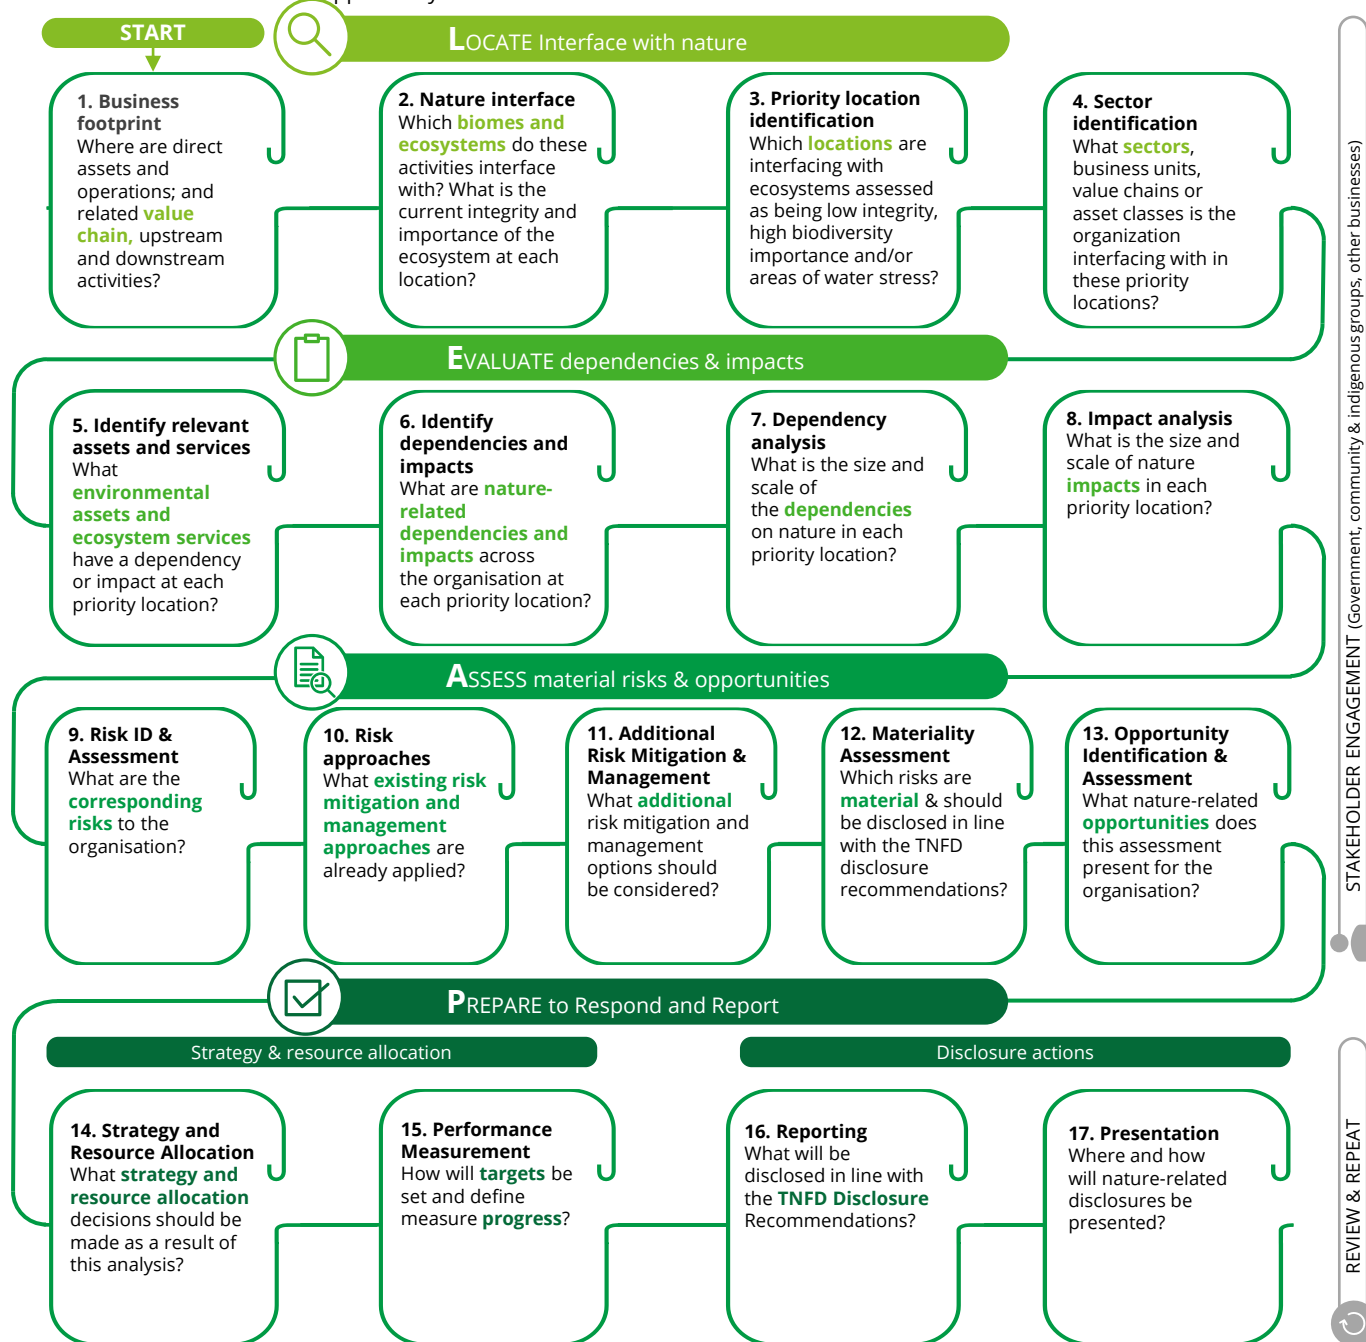 START
LOCATE Interface with nature
1. Business
footprint
Where are direct
assets and
operations; and
related value
chain, upstream
and downstream
activities?
2. Nature interface
Which biomes and
ecosystems do these
activities interface
with? What is the
current integrity and
importance of the
ecosystem at each
location?
3. Priority location
identification
Which locations are
interfacing with
ecosystems assessed
as being low integrity,
high biodiversity
importance and/or
areas of water stress?
4. Sector
identification
What sectors,
business units,
value chains or
asset classes is the
organization
interfacing with in
these priority
locations?
EVALUATE dependencies & impacts
5. Identify relevant
assets and services
What
environmental
assets and
ecosystem services
have a dependency
or impact at each
priority location?
6. Identify
dependencies and
impacts
What are nature-
related
dependencies and
impacts across
the organisation at
each priority location?
7. Dependency
analysis
What is the size and
scale of
the dependencies
on nature in each
priority location?
8. Impact analysis
What is the size and
scale of nature
impacts in each
priority location?
ASSESS material risks & opportunities
9. Risk ID &
Assessment
What are the
corresponding
risks to the
organisation?
10. Risk
approaches
What existing risk
mitigation and
management
approaches are
already applied?
11. Additional
Risk Mitigation &
Management
What additional
risk mitigation and
management
options should
be considered?
12. Materiality
Assessment
Which risks are
material & should
be disclosed in line
with the TNFD
disclosure
recommendations?
13. Opportunity
Identification &
Assessment
What nature-related
opportunities does
this assessment
present for the
organisation?
PREPARE to Respond and Report
Strategy & resource allocation
Disclosure actions
14. Strategy and
Resource Allocation
What strategy and
resource allocation
decisions should be
made as a result of
this analysis?
15. Performance
Measurement
How will targets be
set and define
measure progress?
16. Reporting
What will be
disclosed in line with
the TNFD Disclosure
Recommendations?
17. Presentation
Where and how
will nature-related
disclosures be
presented?
STAKEHOLDER ENGAGEMENT (Government, community & indigenous groups, other businesses)
REVIEW & REPEAT